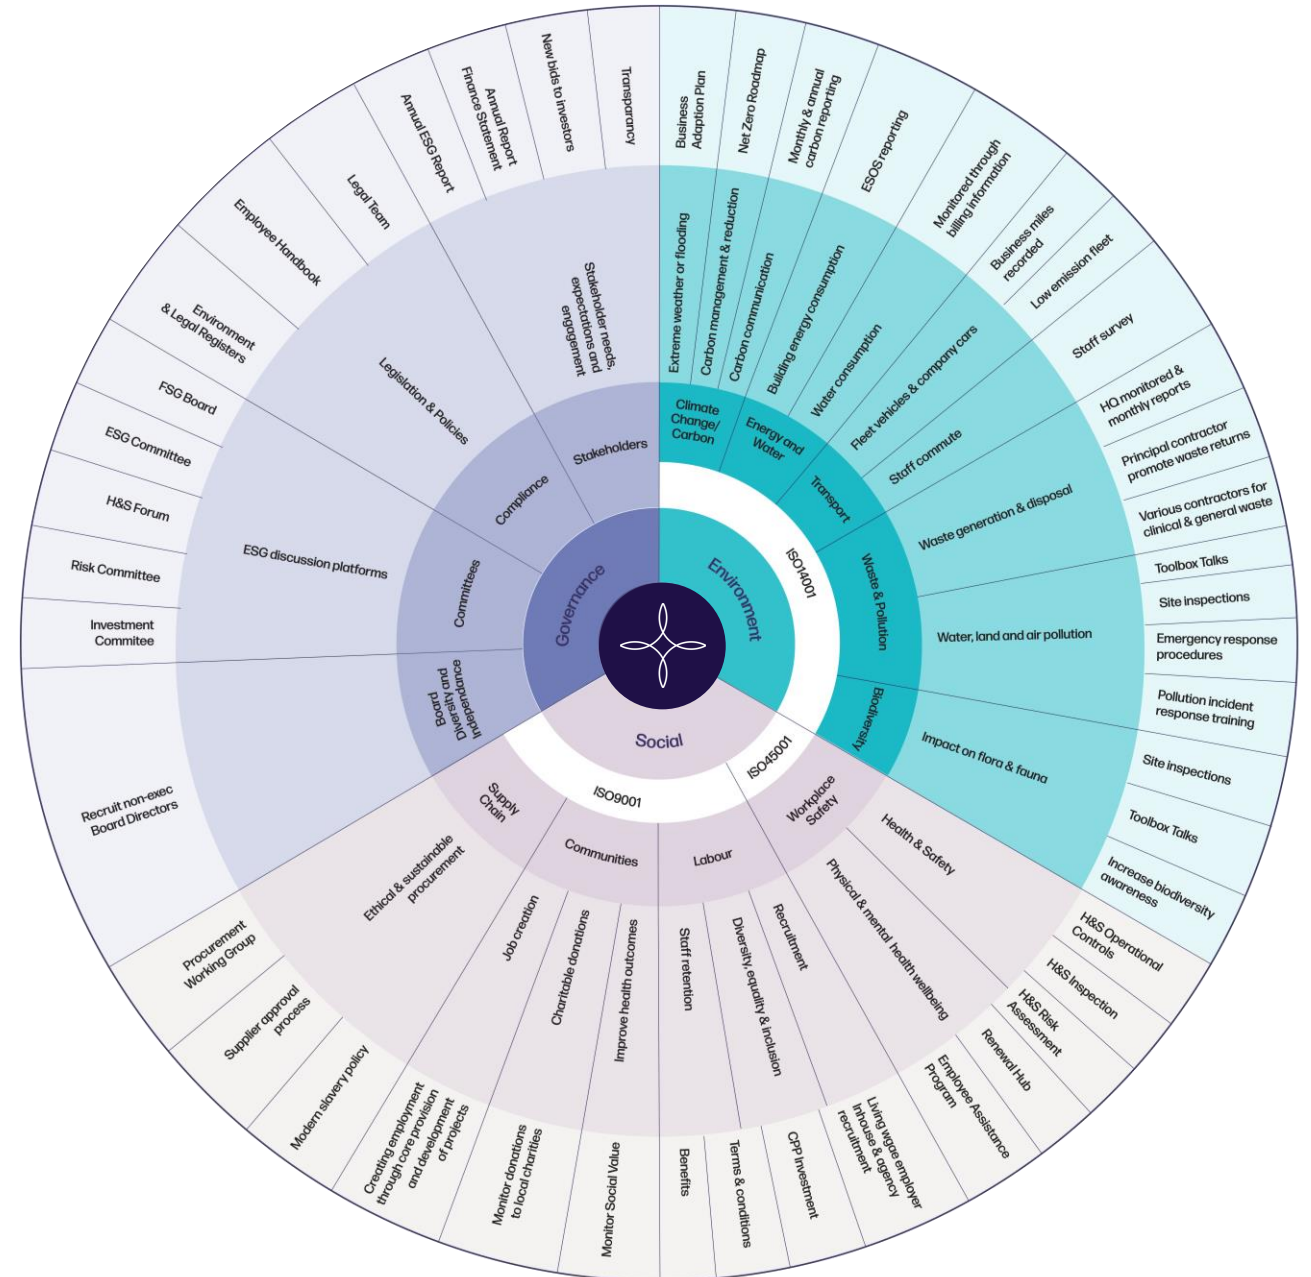 Governance
Environment
Social
ISO14001
ISO45001
ISO9001
Climate
Change/
Carbon
Energy and
Water
Transport
Waste & Pollution
Biodiversity
Workplace
Safety
Labour
Communities
Supply
Chain
Board
Diversity and
Independance
Committees
Compliance
Stakeholders
Extreme weather or flooding
Carbon management & reduction
Carbon communication
Building energy consumption
Water consumption
Fleet vehicles & company cars
Staff commute
Waste generation & disposal
Water, land and air pollution
Impact on flora & fauna
Health & Safety
Physical & mental health wellbeing
Recruitment
Diversity, equality & inclusion
Staff retention
Improve health outcomes
Charitable donations
Job creation
Ethical & sustainable
procurement
ESG discussion platforms
Legislation & Policies
Stakeholder needs,
expectations and
engagement
Business
Adaption Plan
Net Zero Roadmap
Monthly & annual
carbon reporting
ESOS reporting
Monitored through
billing information
Business miles
recorded
Low emission fleet
Staff survey
HQ monitored &
monthly reports
Principal contractor
promote waste returns
Various contractors for
clinical & general waste
Toolbox Talks
Site inspections
Emergency response
procedures
Pollution incident
response training
Site inspections
Toolbox Talks
Increase biodiversity
awareness
H&S Operational
Controls
H&S Inspection
H&S Risk
Assessment
Renewal Hub
Employee Assistance
Program
Living wgae employer
Inhouse & agency
recruitment
CPP Investment
Terms & conditions
Benefits
Monitor Social Value
Monitor donations
to local charities
Creating employment
through core provision
and development
of projects
Modern slavery policy
Supplier approval
process
Procurement
Working Group
Recruit non-exec
Board Directors
Investment
Commitee
Risk Committee
H&S Forum
ESG Committee
FSG Board
Environment
& Legal Registers
Employee Handbook
Legal Team
Annual ESG Report
Annual Report
Finance Statement
New bids to investors
Transparancy